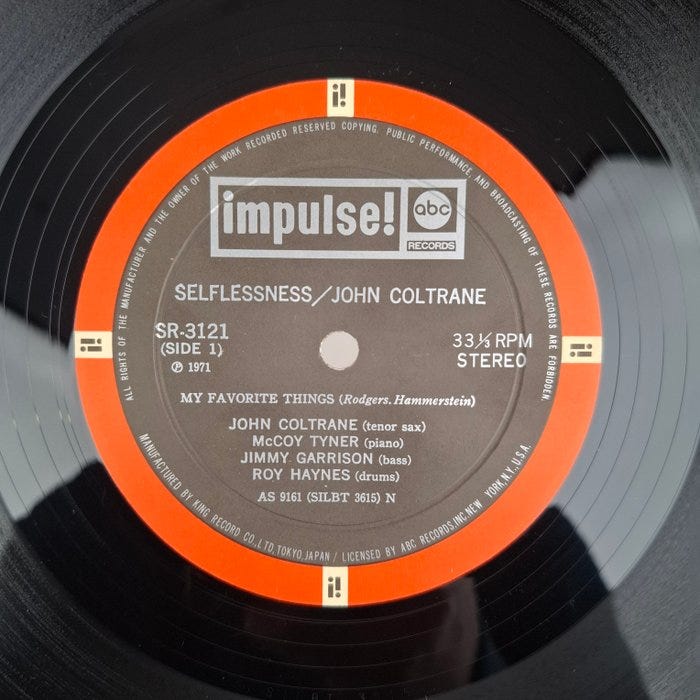 i!
ALL RIGHTS OF THE MANUFACTURER AND THE OWNER OF THE WORK RECORDED RESERVED COPYING. PUBLIC PERFORMANCE, AND BROADCASTING OF THESE RECORDS ARE FORBIDDEN.
impulse! abc
RECORDS
SELFLESSNESS/JOHN COLTRANE
SR-3121
(SIDE 1)
Ⓟ 1971
33⅓ RPM
STEREO
i!
i!
MY FAVORITE THINGS (Rodgers. Hammerstein)
JOHN COLTRANE (tenor sax)
McCOY TYNER (piano)
JIMMY GARRISON (bass)
ROY HAYNES (drums)
AS 9161 (SILBT 3615) N
MANUFACTURED BY KING RECORD CO., LTD, TOKYO, JAPAN / LICENSED BY ABC RECORDS, INC. NEW YORK, N.Y., U.S.A.
i!